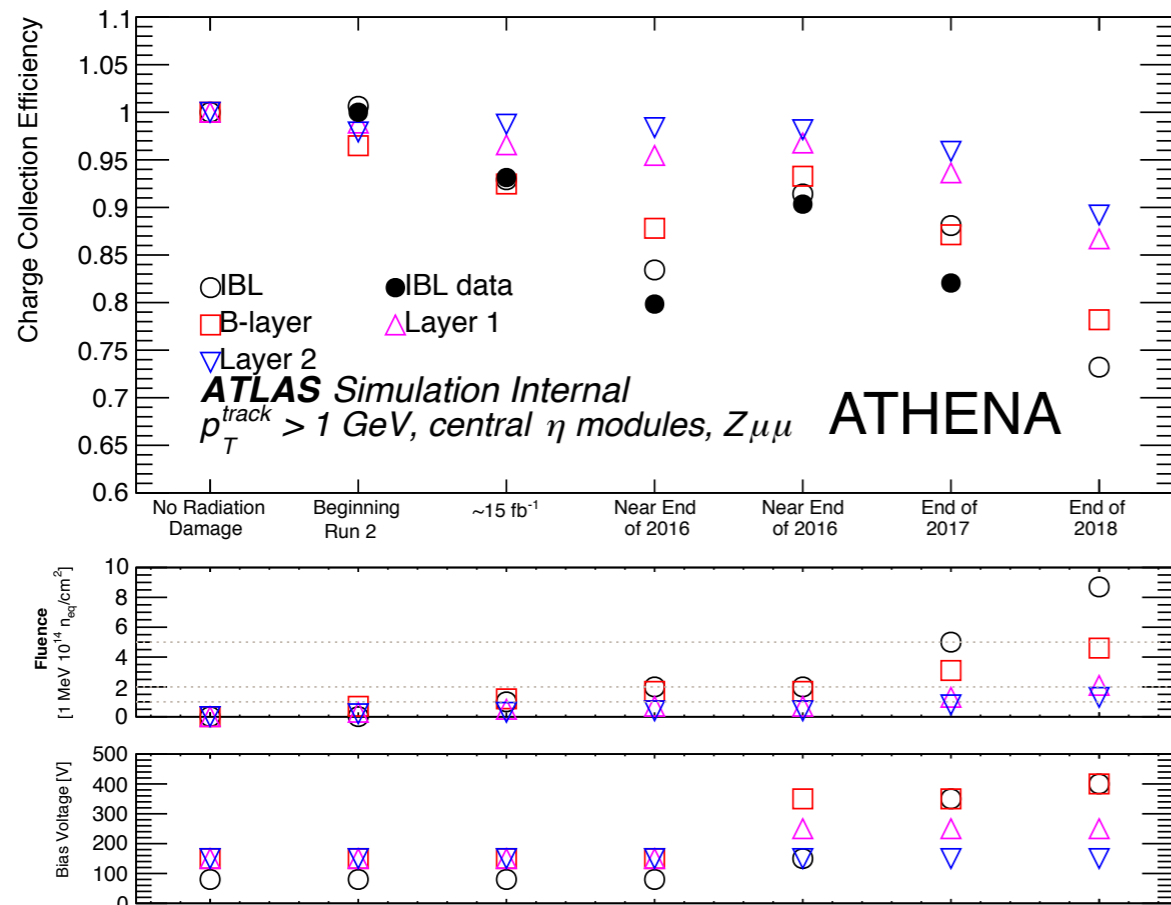 Charge Collection Efficiency
1.1
1.05
1
0.95
0.9
0.85
0.8
0.75
0.7
0.65
0.6
IBL
IBL data
B-layer
Layer 1
Layer 2
ATLAS Simulation Internal
p_T^track > 1 GeV, central η modules, Zμμ
ATHENA
No Radiation
Damage
Beginning
Run 2
~15 fb⁻¹
Near End
of 2016
Near End
of 2016
End of
2017
End of
2018
Fluence
[1 MeV 10¹⁴ n_eq/cm²]
10
8
6
4
2
0
Bias Voltage [V]
500
400
300
200
100
0